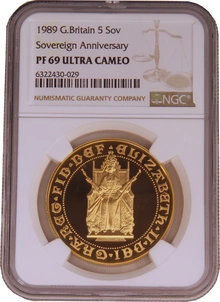 1989 G.Britain 5 Sov
Sovereign Anniversary
PF 69 ULTRA CAMEO
6322430-029
NUMISMATIC GUARANTY COMPANY
NGC
ELIZABETH·II·DEI·GRA·REG·FID·DEF